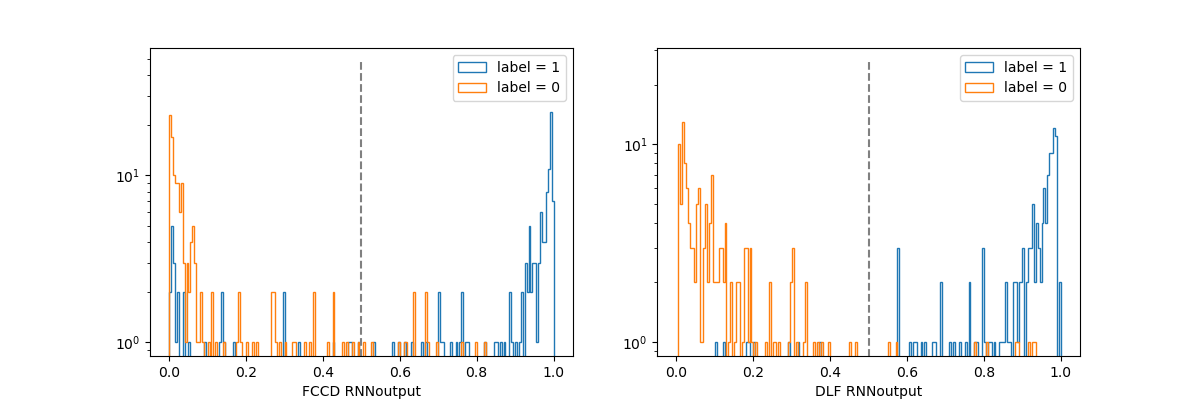 label = 1
label = 0
10¹
10⁰
0.0 0.2 0.4 0.6 0.8 1.0
FCCD RNNoutput
label = 1
label = 0
10¹
10⁰
0.0 0.2 0.4 0.6 0.8 1.0
DLF RNNoutput